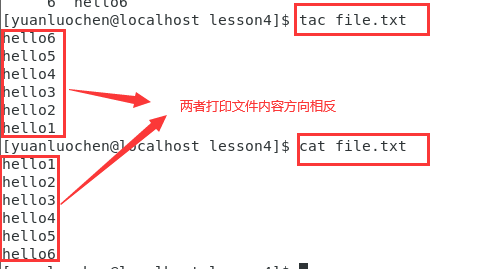 6 hello6
[yuanluochen@localhost lesson4]$ tac file.txt
hello6
hello5
hello4
hello3
hello2
hello1
两者打印文件内容方向相反
[yuanluochen@localhost lesson4]$ cat file.txt
hello1
hello2
hello3
hello4
hello5
hello6